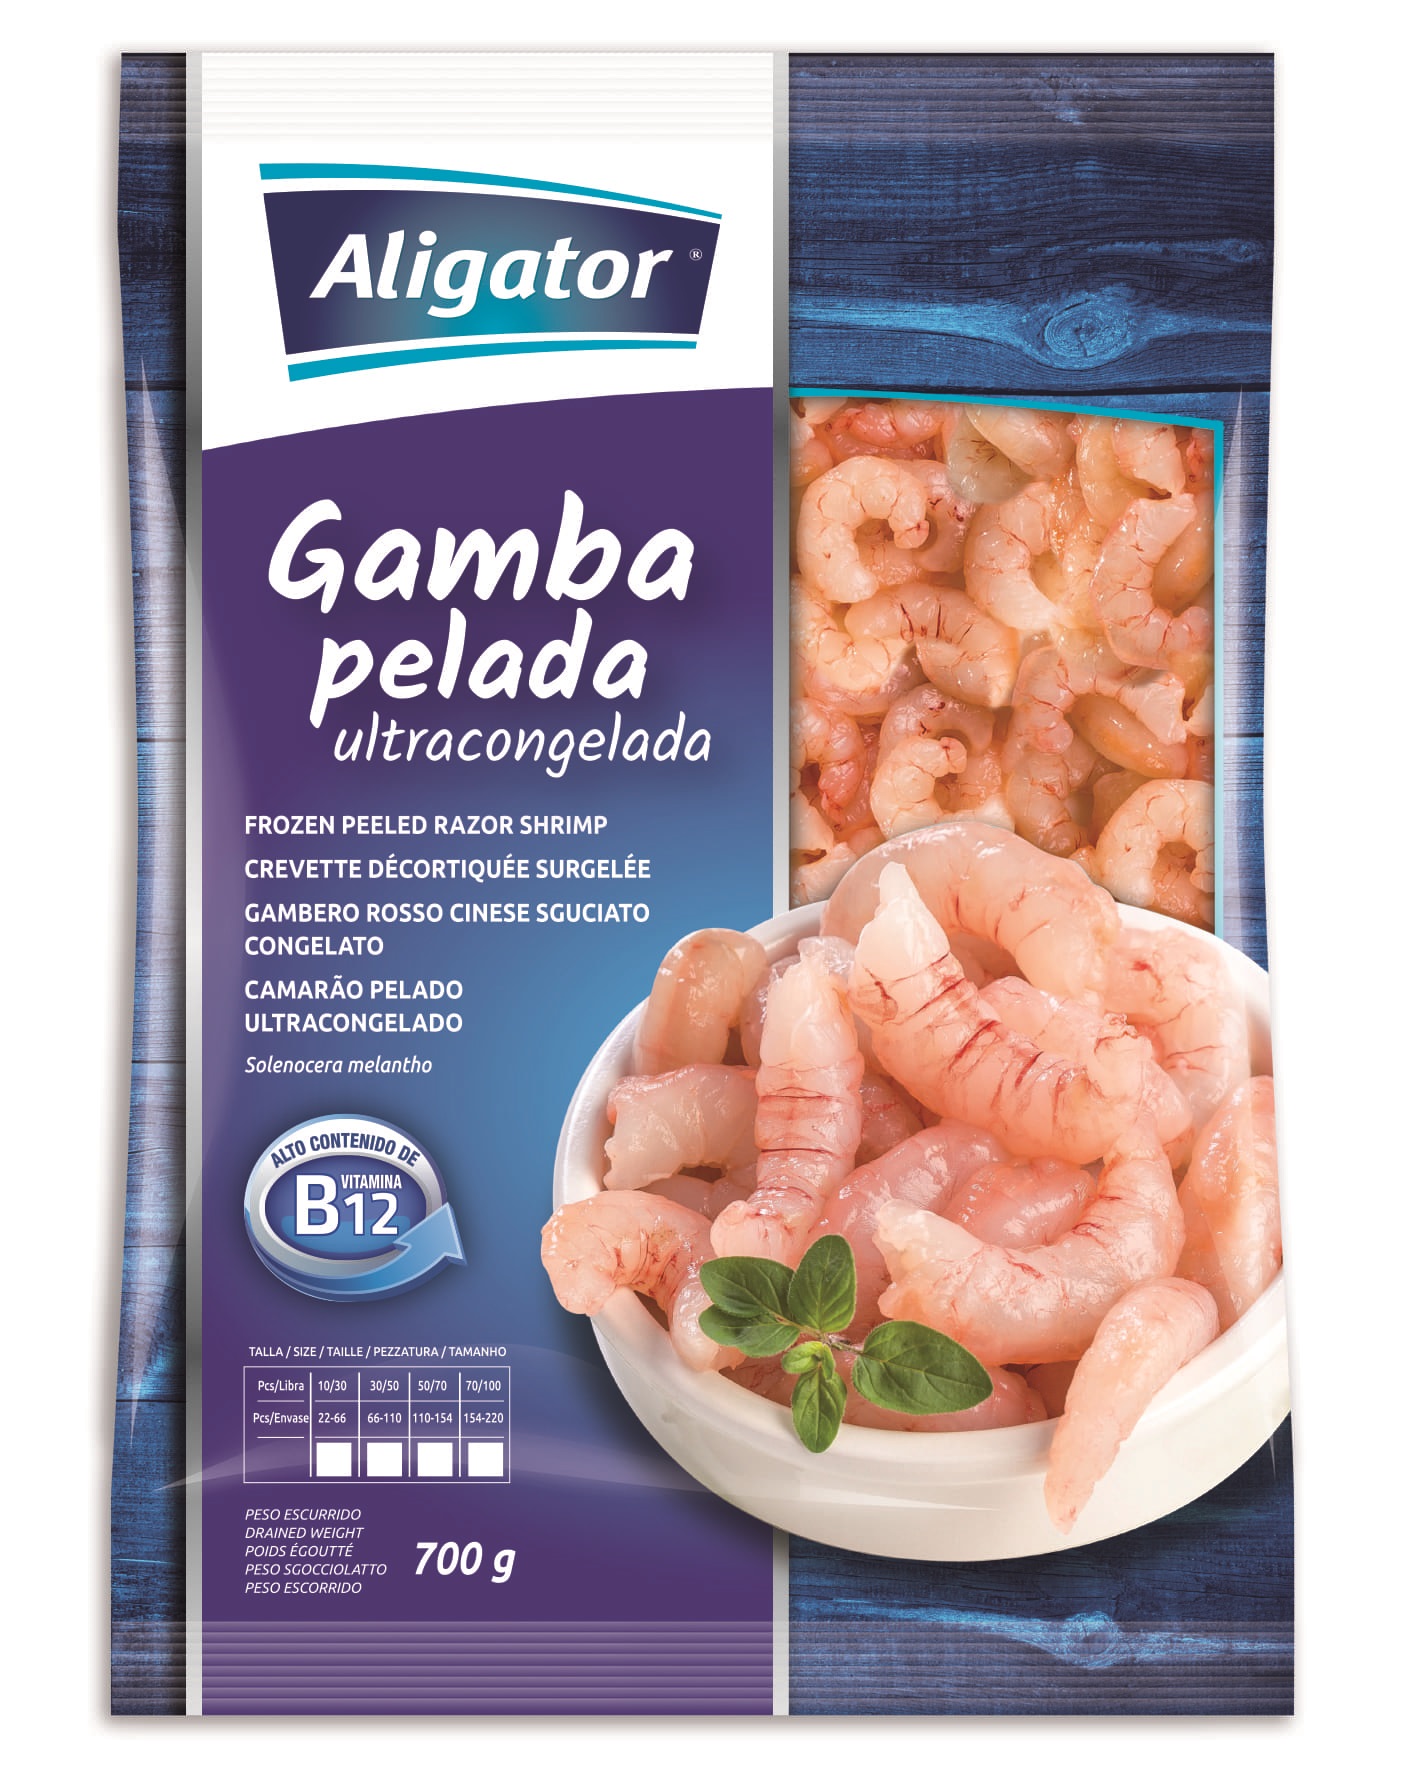 Aligator ®
Gamba
pelada
ultracongelada
FROZEN PEELED RAZOR SHRIMP
CREVETTE DÉCORTIQUÉE SURGELÉE
GAMBERO ROSSO CINESE SGUCIATO
CONGELATO
CAMARÃO PELADO
ULTRACONGELADO
Solenocera melantho
ALTO CONTENIDO DE
VITAMINA
B12
TALLA / SIZE / TAILLE / PEZZATURA / TAMANHO
Pcs/Libra 10/30 30/50 50/70 70/100
Pcs/Envase 22-66 66-110 110-154 154-220
PESO ESCURRIDO
DRAINED WEIGHT
POIDS ÉGOUTTÉ
PESO SGOCCIOLATTO
PESO ESCORRIDO
700 g